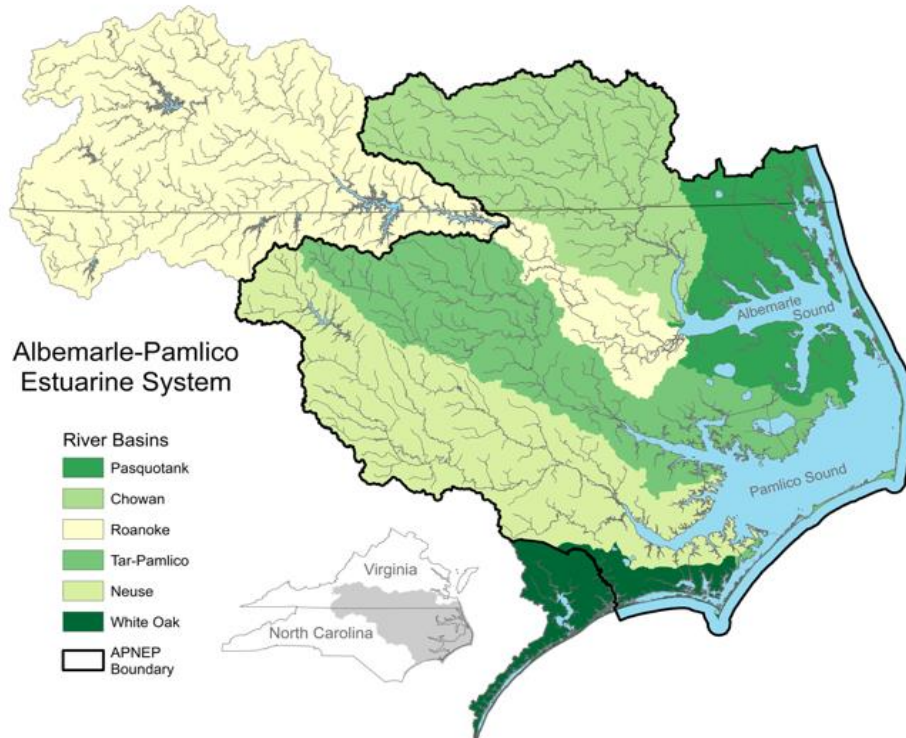 Albemarle-Pamlico
Estuarine System
River Basins
Pasquotank
Chowan
Roanoke
Tar-Pamlico
Neuse
White Oak
APNEP
Boundary
Virginia
North Carolina
Albemarle
Sound
Pamlico Sound